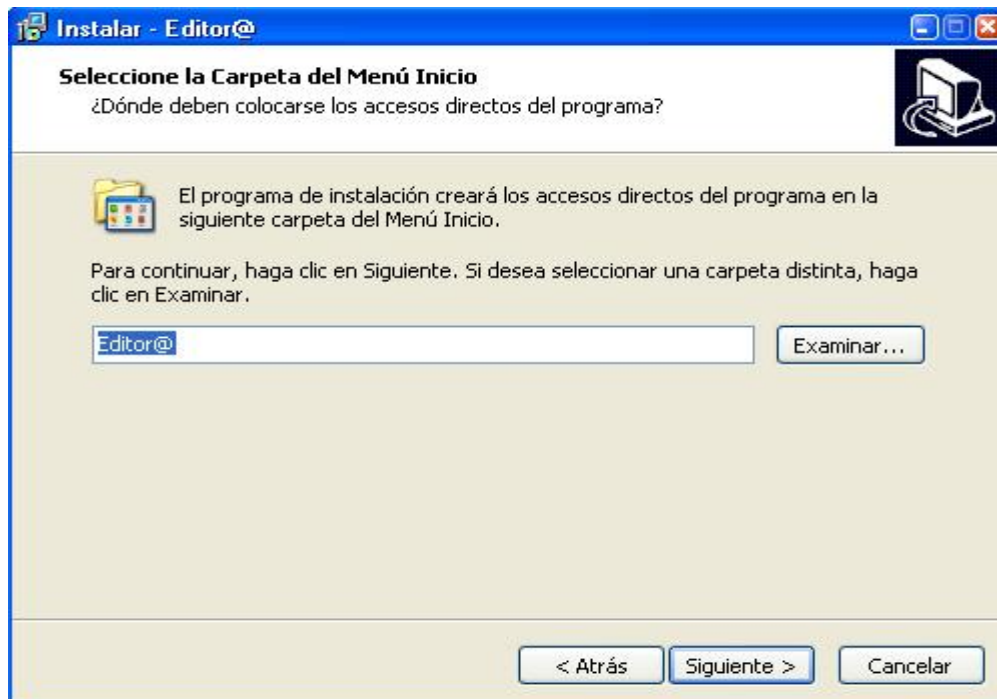 Instalar - Editor@
Seleccione la Carpeta del Menú Inicio
¿Dónde deben colocarse los accesos directos del programa?
El programa de instalación creará los accesos directos del programa en la
siguiente carpeta del Menú Inicio.
Para continuar, haga clic en Siguiente. Si desea seleccionar una carpeta distinta, haga
clic en Examinar.
Editor@
Examinar...
< Atrás
Siguiente >
Cancelar